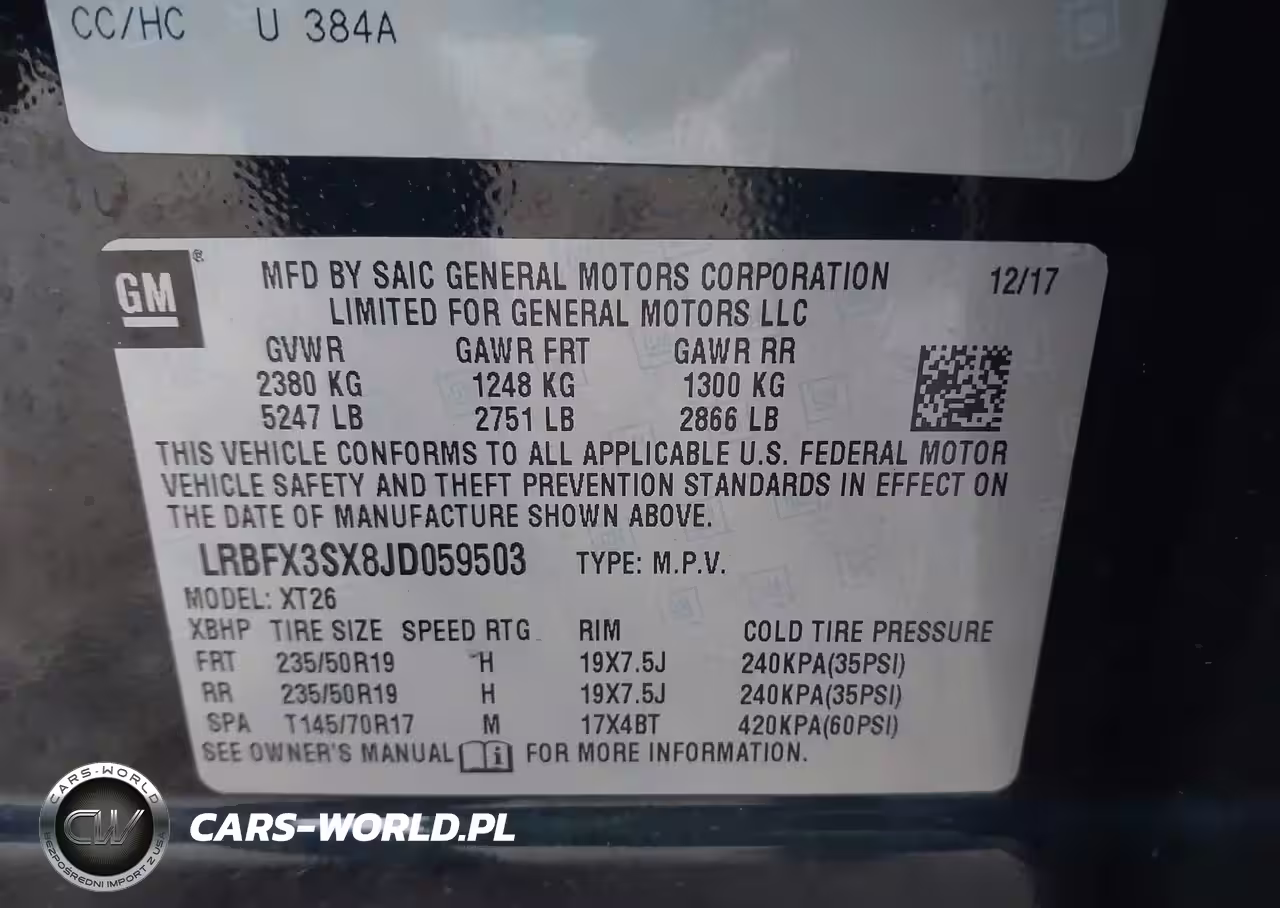 CC/HC U 384A
GM®
MFD BY SAIC GENERAL MOTORS CORPORATION 12/17
LIMITED FOR GENERAL MOTORS LLC
GVWR GAWR FRT GAWR RR
2380 KG 1248 KG 1300 KG
5247 LB 2751 LB 2866 LB
THIS VEHICLE CONFORMS TO ALL APPLICABLE U.S. FEDERAL MOTOR
VEHICLE SAFETY AND THEFT PREVENTION STANDARDS IN EFFECT ON
THE DATE OF MANUFACTURE SHOWN ABOVE.
LRBFX3SX8JD059503 TYPE: M.P.V.
MODEL: XT26
XBHP TIRE SIZE SPEED RTG RIM COLD TIRE PRESSURE
FRT 235/50R19 H 19X7.5J 240KPA(35PSI)
RR 235/50R19 H 19X7.5J 240KPA(35PSI)
SPA T145/70R17 M 17X4BT 420KPA(60PSI)
SEE OWNER'S MANUAL i FOR MORE INFORMATION.
CARS-WORLD
CW
BEZPOŚREDNI IMPORT Z USA
CARS-WORLD.PL